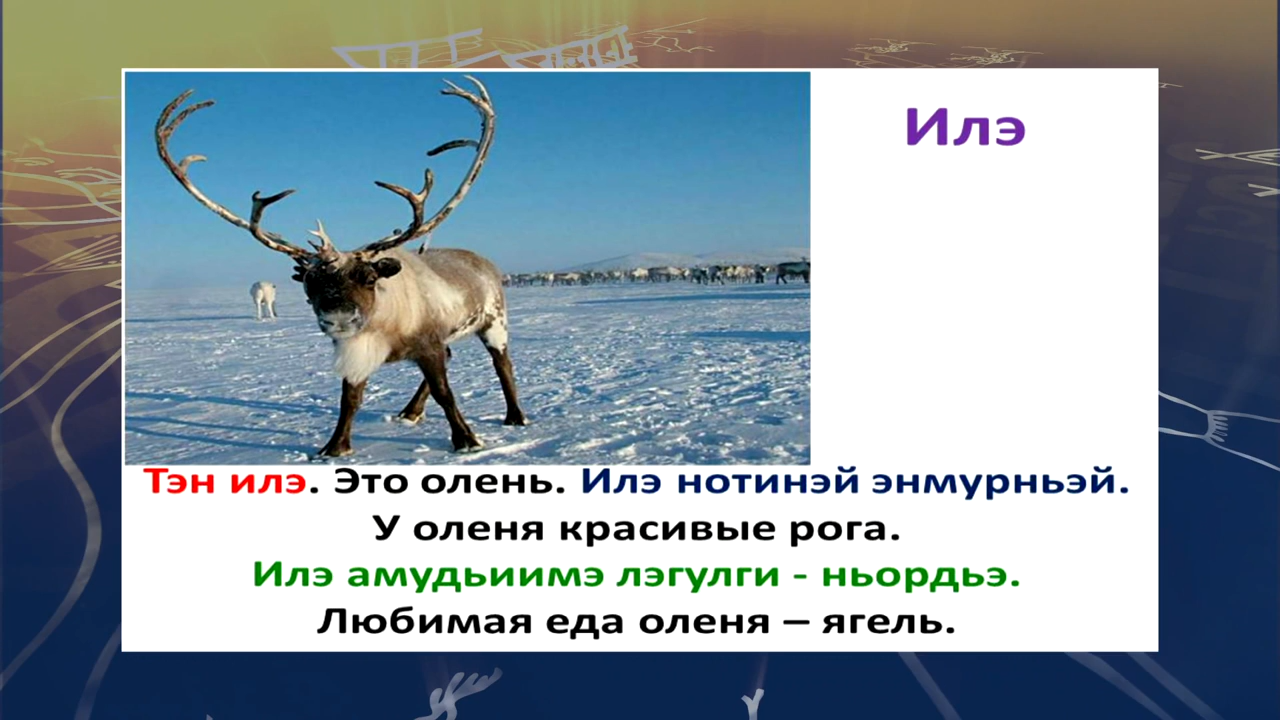 Илэ
Тэн илэ. Это олень. Илэ нотинэй энмурньэй.
У оленя красивые рога.
Илэ амудьиимэ лэгулги - ньордьэ.
Любимая еда оленя – ягель.